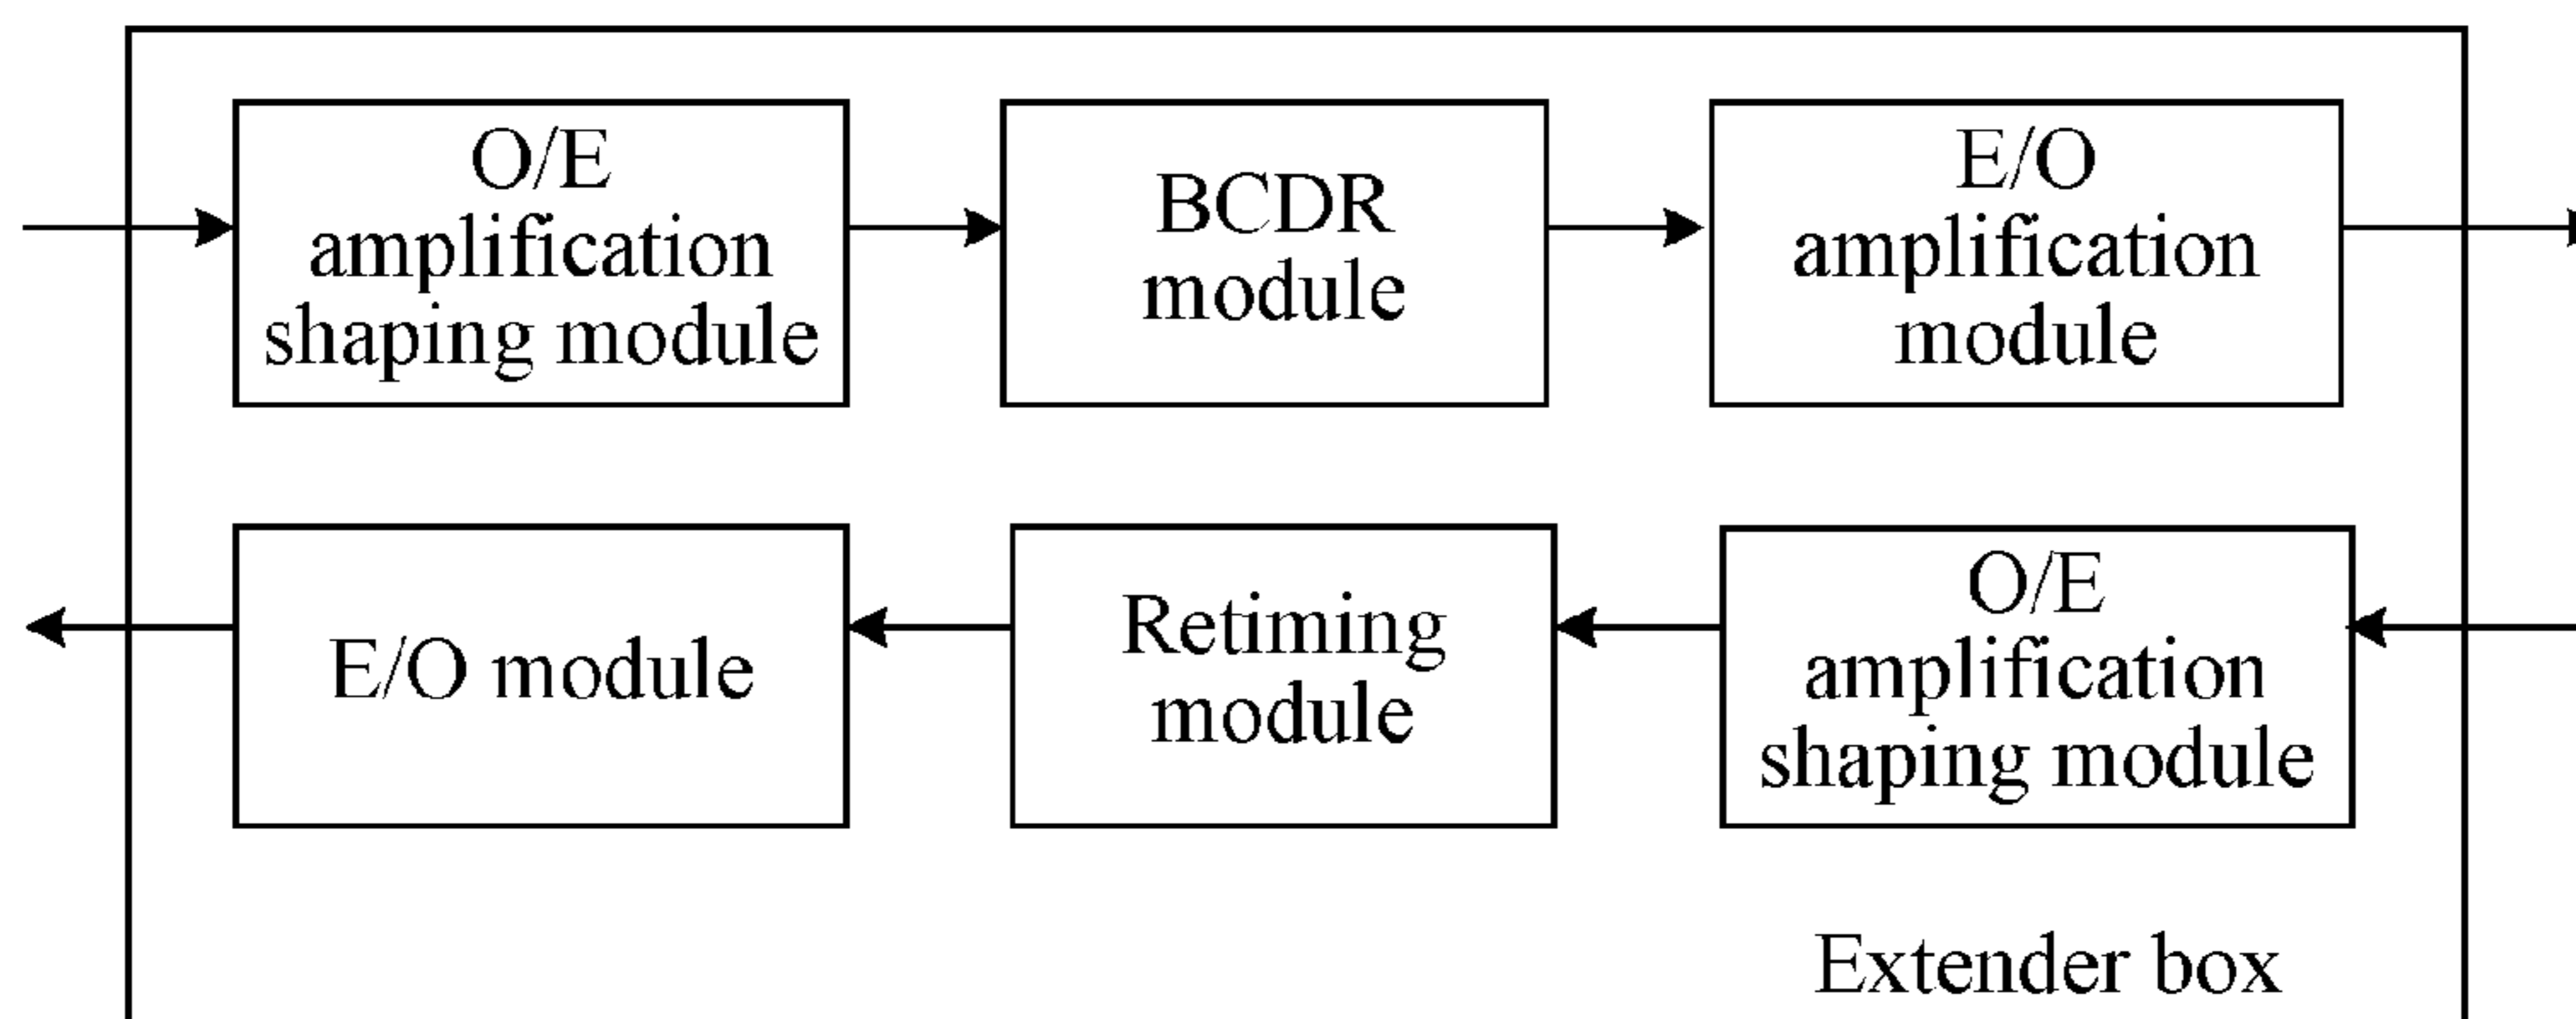 O/E
amplification
shaping module
BCDR
module
E/O
amplification
module
E/O module
Retiming
module
O/E
amplification
shaping module
Extender box